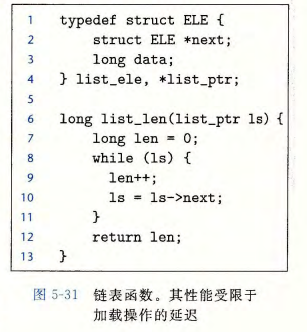 1 typedef struct ELE {
2 struct ELE *next;
3 long data;
4 } list_ele, *list_ptr;
5
6 long list_len(list_ptr ls) {
7 long len = 0;
8 while (ls) {
9 len++;
10 ls = ls->next;
11 }
12 return len;
13 }
图 5-31 链表函数。其性能受限于
加载操作的延迟